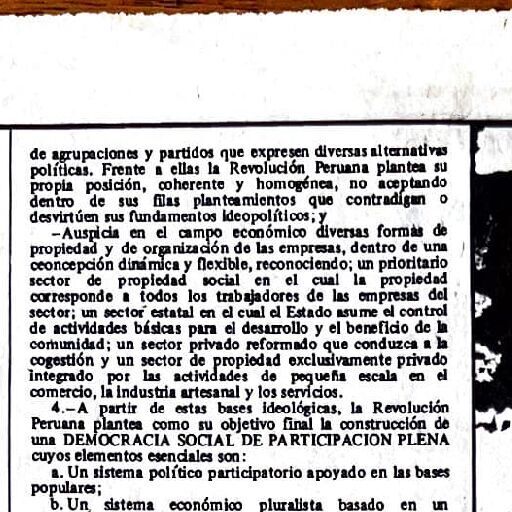 de agrupaciones y partidos que expresen diversas alternativas
políticas. Frente a ellas la Revolución Peruana plantea su
propia posición, coherente y homogénea, no aceptando
dentro de sus filas planteamientos que contradigan o
desvirtúen sus fundamentos ideopolíticos; y
—Auspicia en el campo económico diversas formas de
propiedad y de organización de las empresas, dentro de una
ceoncepción dinámica y flexible, reconociendo; un prioritario
sector de propiedad social en el cual la propiedad
corresponde a todos los trabajadores de las empresas del
sector; un sector estatal en el cual el Estado asume el control
de actividades básicas para el desarrollo y el beneficio de la
comunidad; un sector privado reformado que conduzca a la
cogestión y un sector de propiedad exclusivamente privado
integrado por las actividades de pequeña escala en el
comercio, la industria artesanal y los servicios.
4.—A partir de estas bases ideológicas, la Revolución
Peruana plantea como su objetivo final la construcción de
una DEMOCRACIA SOCIAL DE PARTICIPACION PLENA
cuyos elementos esenciales son:
a. Un sistema político participatorio apoyado en las bases
populares;
b. Un sistema económico pluralista basado en un